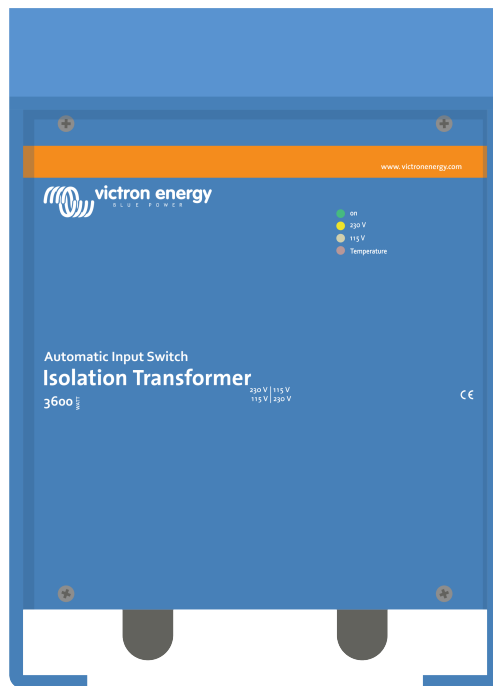 www. victronenergy.com
victron energy
BLUE POWER
on
230 V
115 V
Temperature
Automatic Input Switch
Isolation Transformer
230 V | 115 V
115 V | 230 V
3600 WATT
CE